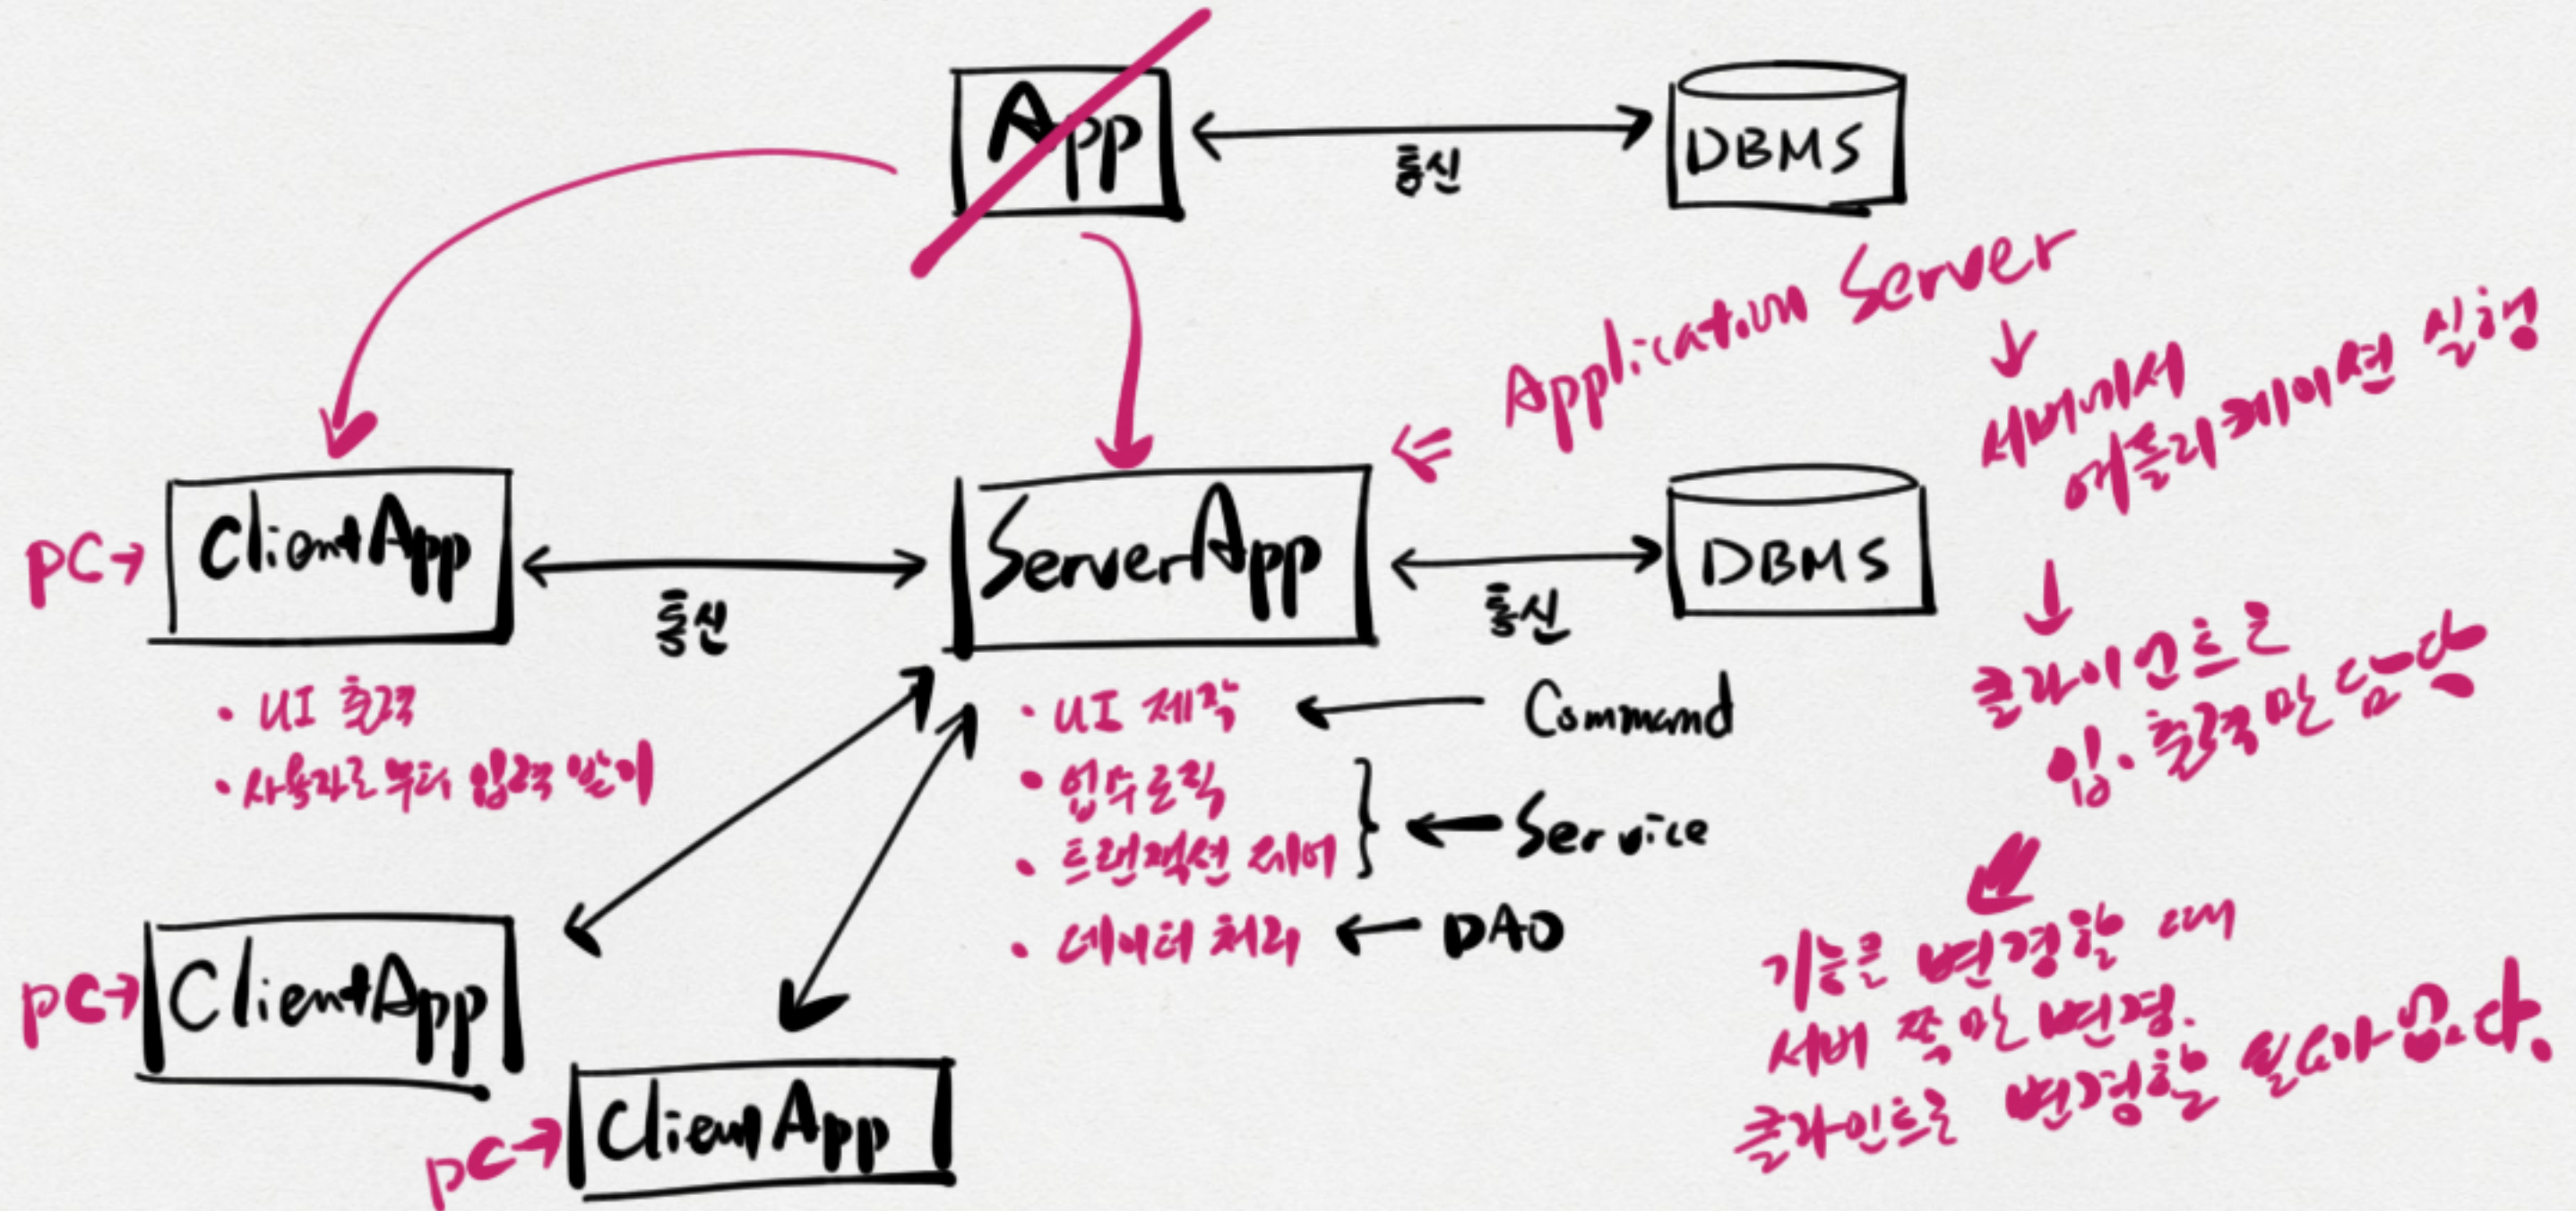 App
통신
DBMS
Application Server
서버에서
어플리케이션 실행
클라이언트는
입·출력만 담당
기능을 변경할 때
서버 쪽만 변경.
클라인트는 변경할 필요가 없다.
PC→
ClientApp
통신
ServerApp
통신
DBMS
• UI 출력
• 사용자로 부터 입력 받기
• UI 제작
Command
• 업무로직
• 트랜잭션 제어
Service
• 데이터 처리
DAO
PC→
ClientApp
PC→
ClientApp